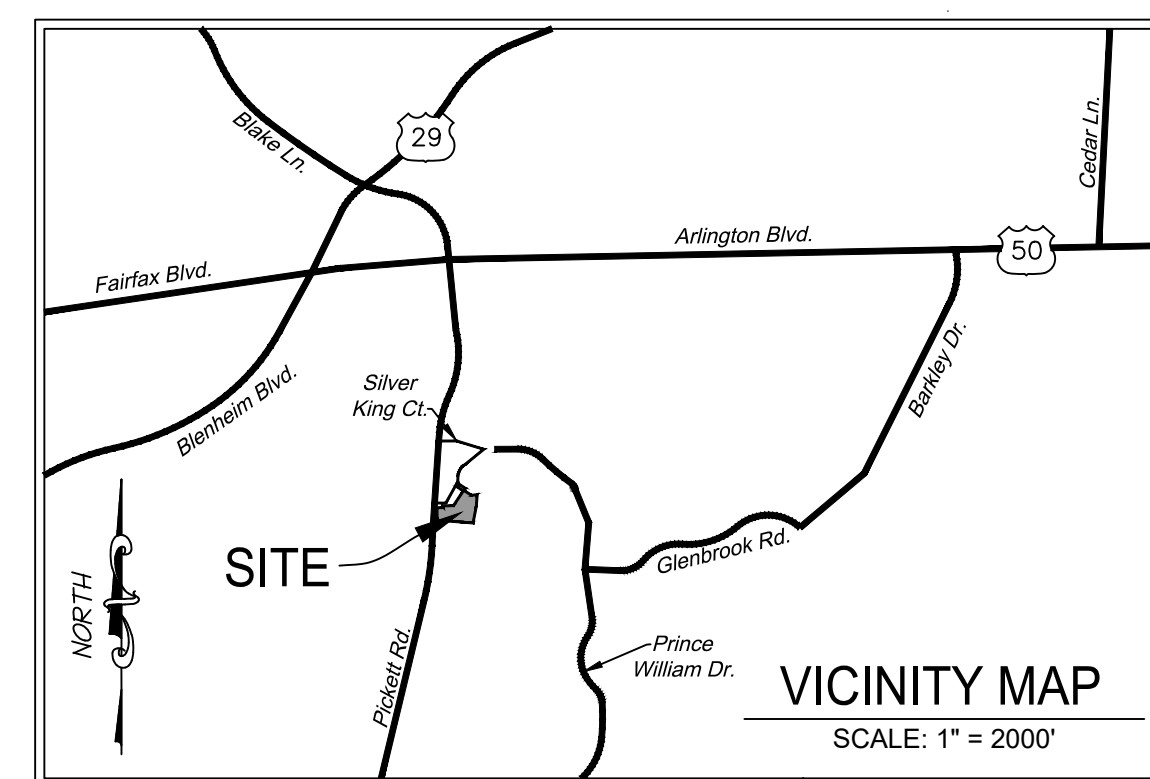 Blake Ln.
29
Cedar Ln.
Arlington Blvd.
50
Fairfax Blvd.
Barkley Dr.
Silver
King Ct.
Blenheim Blvd.
SITE
Glenbrook Rd.
NORTH
Prince
William Dr.
Pickett Rd.
VICINITY MAP
SCALE: 1" = 2000'